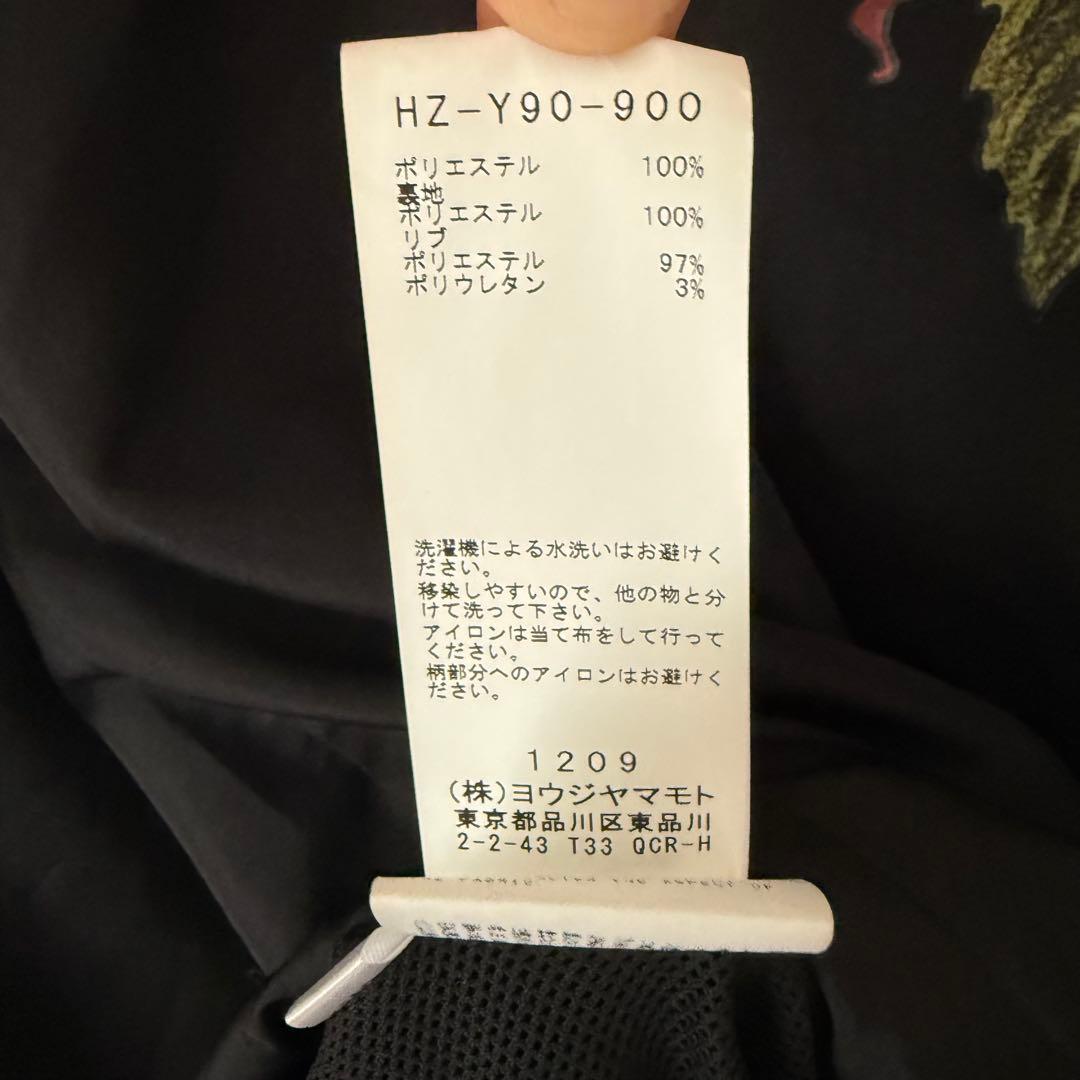 HZ-Y90-900
ポリエステル 100%
裏地
ポリエステル 100%
リブ
ポリエステル 97%
ポリウレタン 3%
洗濯機による水洗いはお避けく
ださい。
移染しやすいので、他の物と分
けて洗って下さい。
アイロンは当て布をして行って
ください。
柄部分へのアイロンはお避けく
ださい。
1209
(株)ヨウジヤマモト
東京都品川区東品川
2-2-43 T33 QCR-H